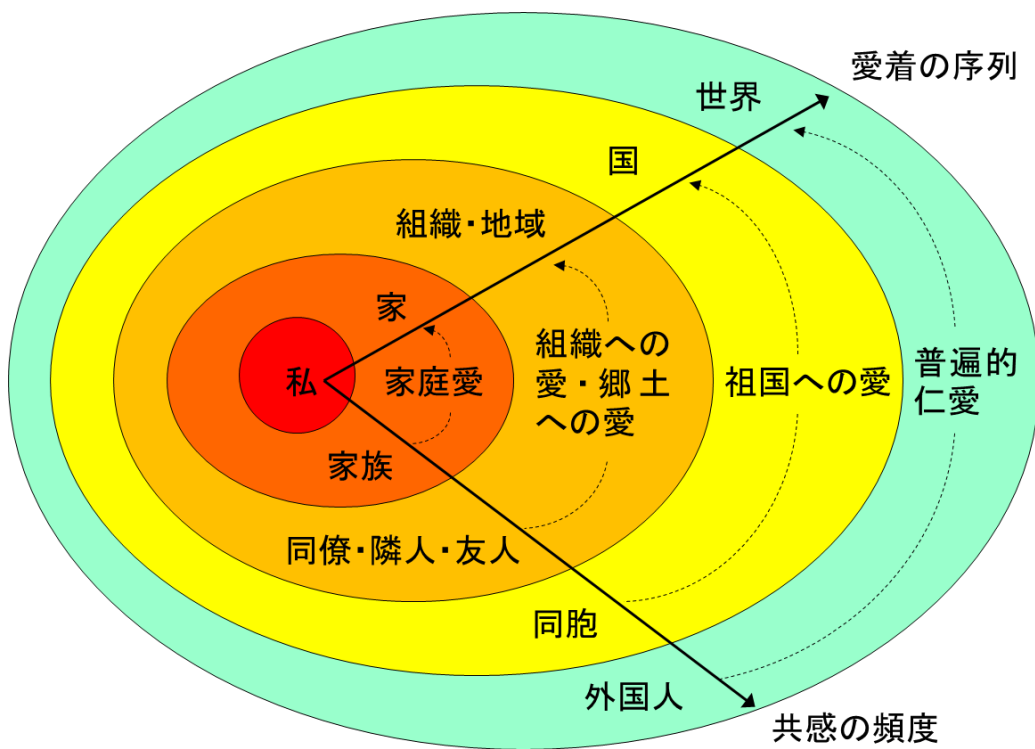 愛着の序列
世界
国
組織・地域
家
私
家庭愛
組織への
愛・郷土
への愛
祖国への愛
普遍的
仁愛
家族
同僚・隣人・友人
同胞
外国人
共感の頻度